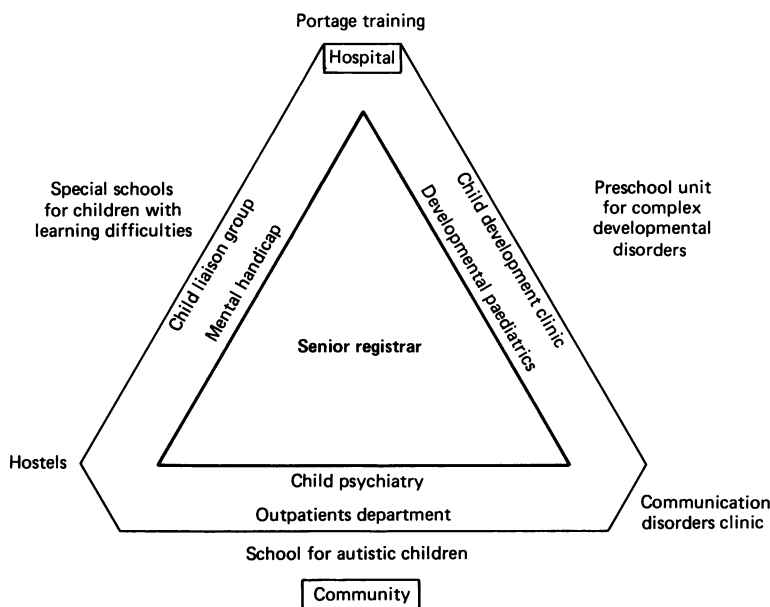 Portage training
Hospital
Special schools
for children with
learning difficulties
Child liaison group
Mental handicap
Developmental paediatrics
Child development clinic
Preschool unit
for complex
developmental
disorders
Senior registrar
Hostels
Child psychiatry
Outpatients department
Communication
disorders clinic
School for autistic children
Community